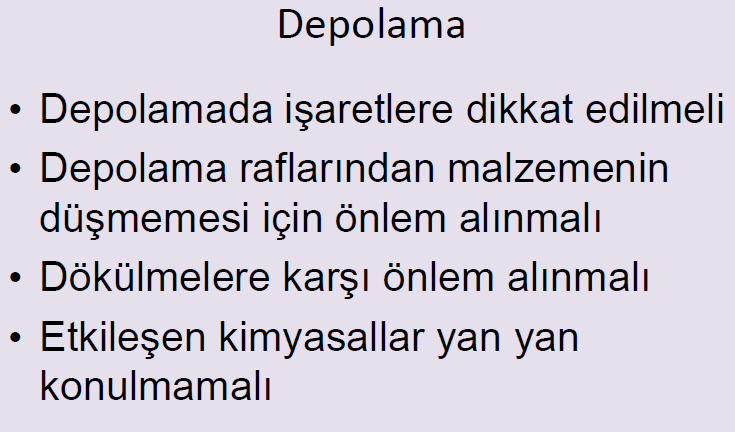 Depolama
• Depolamada işaretlere dikkat edilmeli
• Depolama raflarından malzemenin
düşmemesi için önlem alınmalı
• Dökülmelere karşı önlem alınmalı
• Etkileşen kimyasallar yan yan
konulmamalı